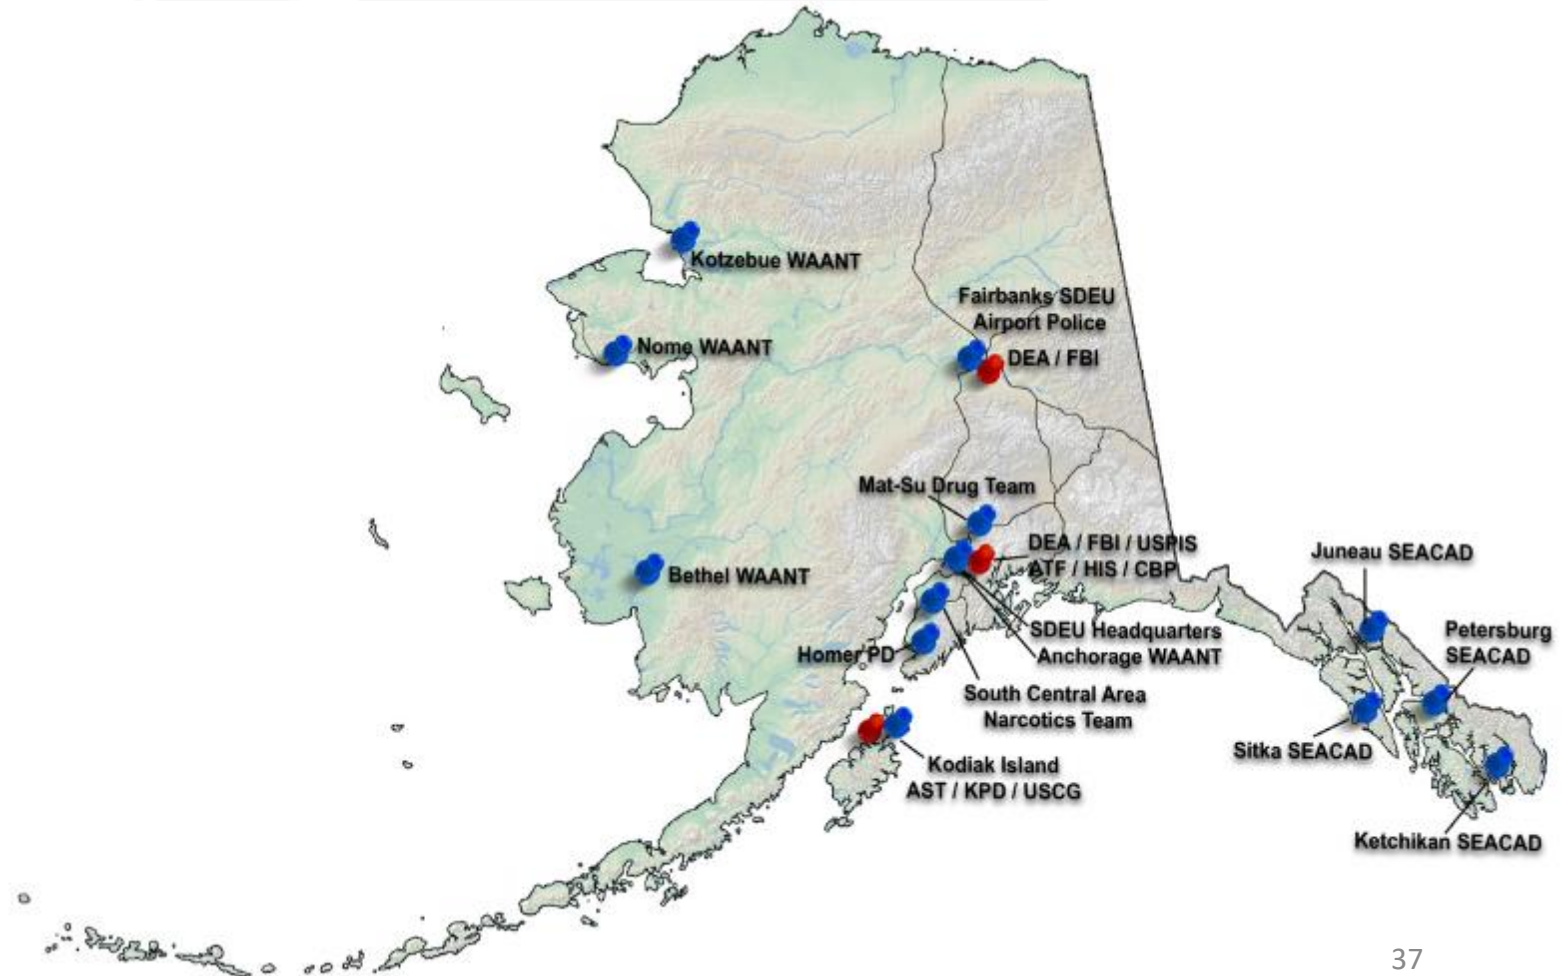 Kotzebue WAANT
Nome WAANT
Fairbanks SDEU
Airport Police
DEA / FBI
Mat-Su Drug Team
DEA / FBI / USPIS
ATF / HIS / CBP
Bethel WAANT
SDEU Headquarters
Anchorage WAANT
Homer PD
South Central Area
Narcotics Team
Kodiak Island
AST / KPD / USCG
Juneau SEACAD
Petersburg
SEACAD
Sitka SEACAD
Ketchikan SEACAD
37